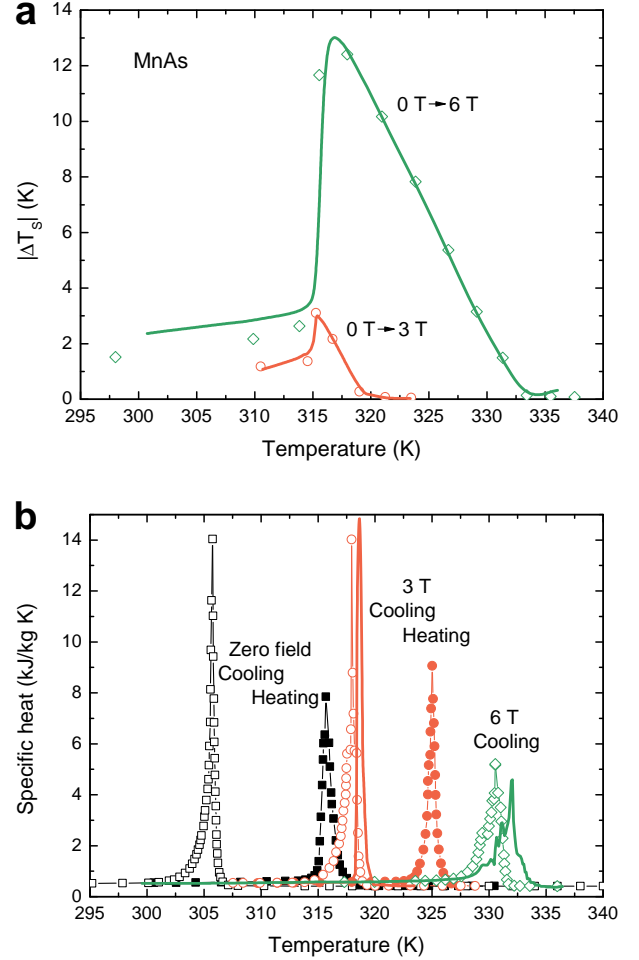 a
14
12
10
8
6
4
2
0
|ΔT_S| (K)
MnAs
0 T→6 T
0 T→3 T
295 300 305 310 315 320 325 330 335 340
Temperature (K)
b
14
12
10
8
6
4
2
0
Specific heat (kJ/kg K)
Zero field
Cooling
Heating
3 T
Cooling
Heating
6 T
Cooling
295 300 305 310 315 320 325 330 335 340
Temperature (K)